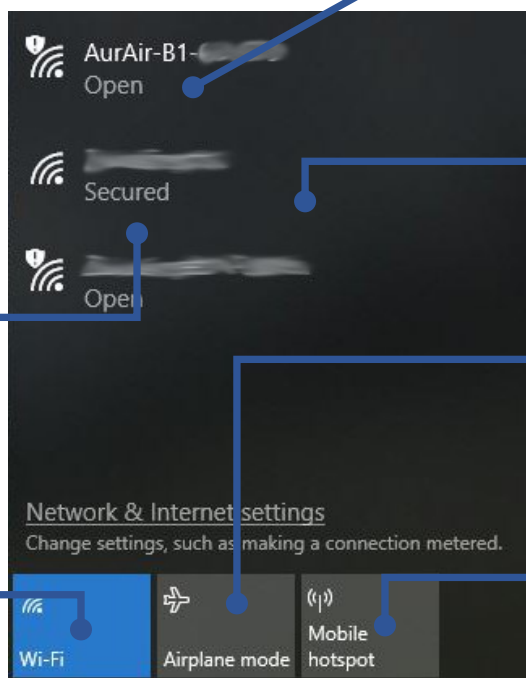 AurAir-B1-
Open
Secured
Open
Network & Internet settings
Change settings, such as making a connection metered.
Wi-Fi
Airplane mode
Mobile
hotspot